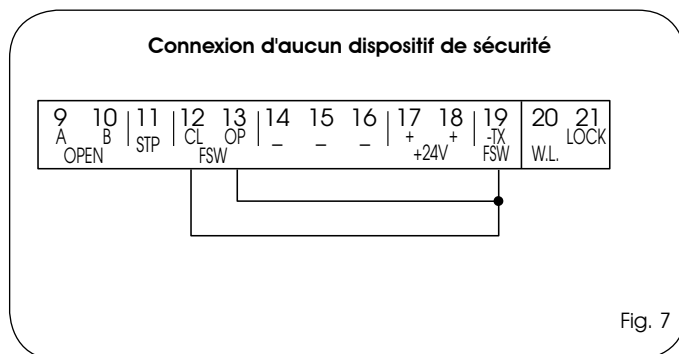 Connexion d'aucun dispositif de sécurité
9 10 11 12 13 14 15 16 17 18 19 20 21
A B STP CL OP _ _ _ + + -TX W.L. LOCK
OPEN FSW +24V FSW
Fig. 7